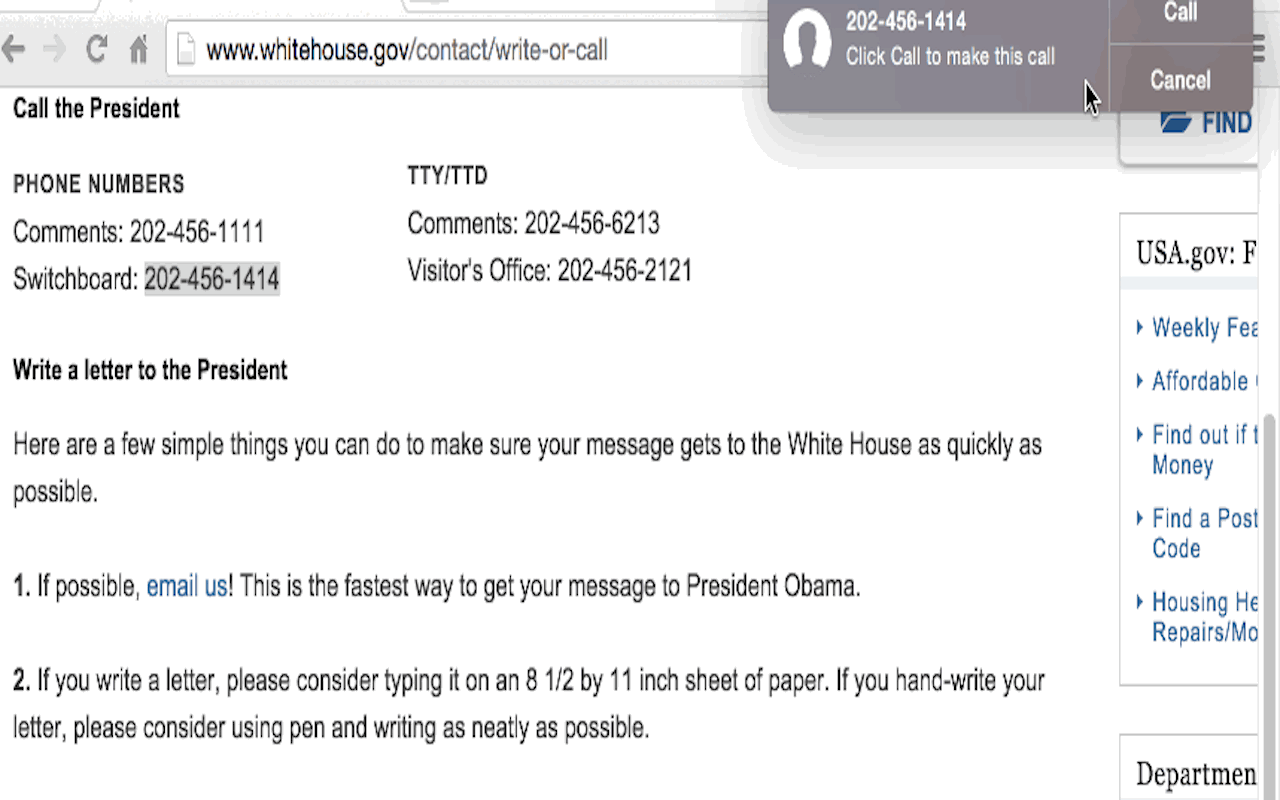 www.whitehouse.gov/contact/write-or-call
202-456-1414
Click Call to make this call
Call
Cancel
Call the President
PHONE NUMBERS
Comments: 202-456-1111
Switchboard: 202-456-1414
TTY/TTD
Comments: 202-456-6213
Visitor's Office: 202-456-2121
Write a letter to the President
Here are a few simple things you can do to make sure your message gets to the White House as quickly as
possible.
1. If possible, email us! This is the fastest way to get your message to President Obama.
2. If you write a letter, please consider typing it on an 8 1/2 by 11 inch sheet of paper. If you hand-write your
letter, please consider using pen and writing as neatly as possible.
FIND
USA.gov: F
Weekly Fea
Affordable
Find out if t
Money
Find a Post
Code
Housing He
Repairs/Mo
Departmen